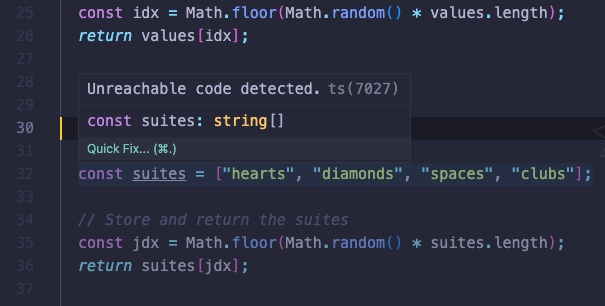 25 const idx = Math.floor(Math.random() * values.length);
26 return values[idx];
27
28 Unreachable code detected. ts(7027)
29
30 const suites: string[]
31 Quick Fix... (⌘.)
32 const suites = ["hearts", "diamonds", "spaces", "clubs"];
33
34 // Store and return the suites
35 const jdx = Math.floor(Math.random() * suites.length);
36 return suites[jdx];
37